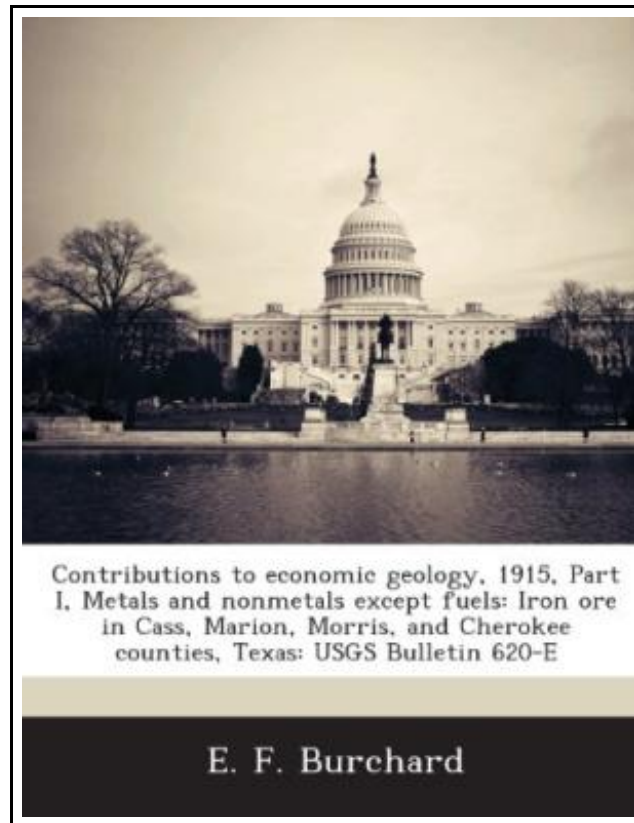 Contributions to economic geology, 1915, Part
I, Metals and nonmetals except fuels: Iron ore
in Cass, Marion, Morris, and Cherokee
counties, Texas: USGS Bulletin 620-E
E. F. Burchard